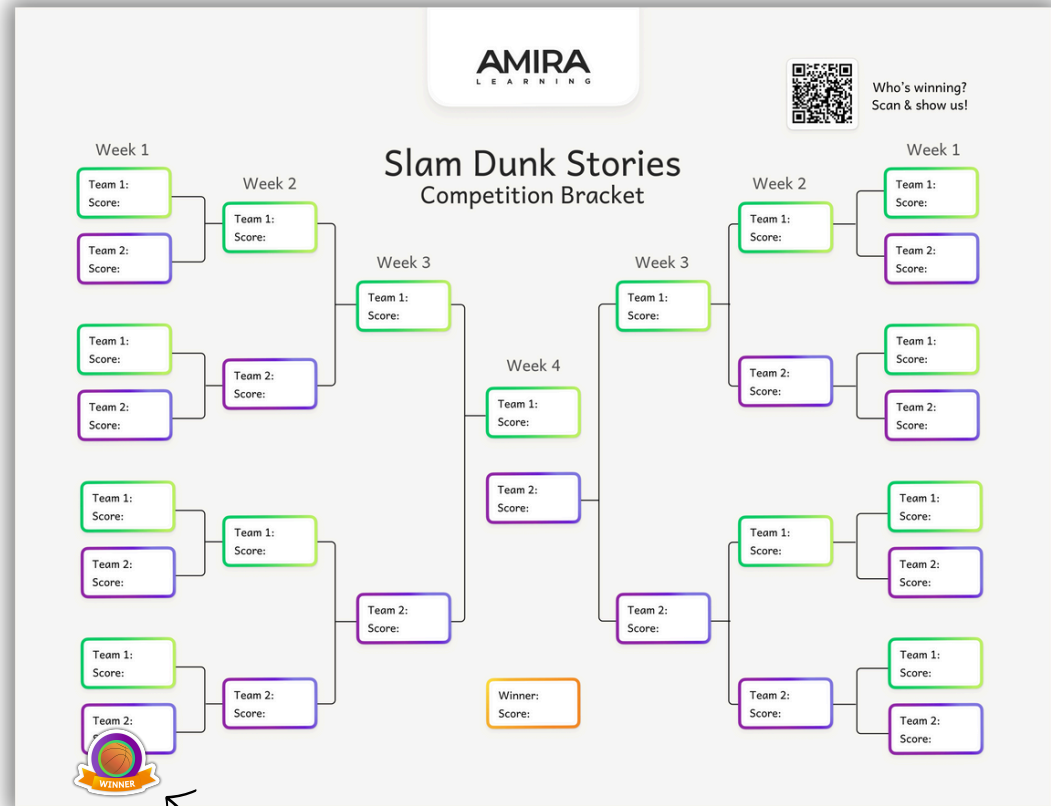 AMIRA
LEARNING
Who's winning?
Scan & show us!
Slam Dunk Stories
Competition Bracket
Week 1
Team 1:
Score:
Team 2:
Score:
Team 1:
Score:
Team 2:
Score:
Team 1:
Score:
Team 2:
Score:
Team 1:
Score:
Team 2:
Week 2
Team 1:
Score:
Team 2:
Score:
Team 1:
Score:
Team 2:
Score:
Week 3
Team 1:
Score:
Team 2:
Score:
Week 4
Team 1:
Score:
Team 2:
Score:
Winner:
Score:
Week 3
Team 1:
Score:
Team 2:
Score:
Week 2
Team 1:
Score:
Team 2:
Score:
Team 1:
Score:
Team 2:
Score:
Week 1
Team 1:
Score:
Team 2:
Score:
Team 1:
Score:
Team 2:
Score:
Team 1:
Score:
Team 2:
Score:
Team 1:
Score:
Team 2:
Score:
WINNER